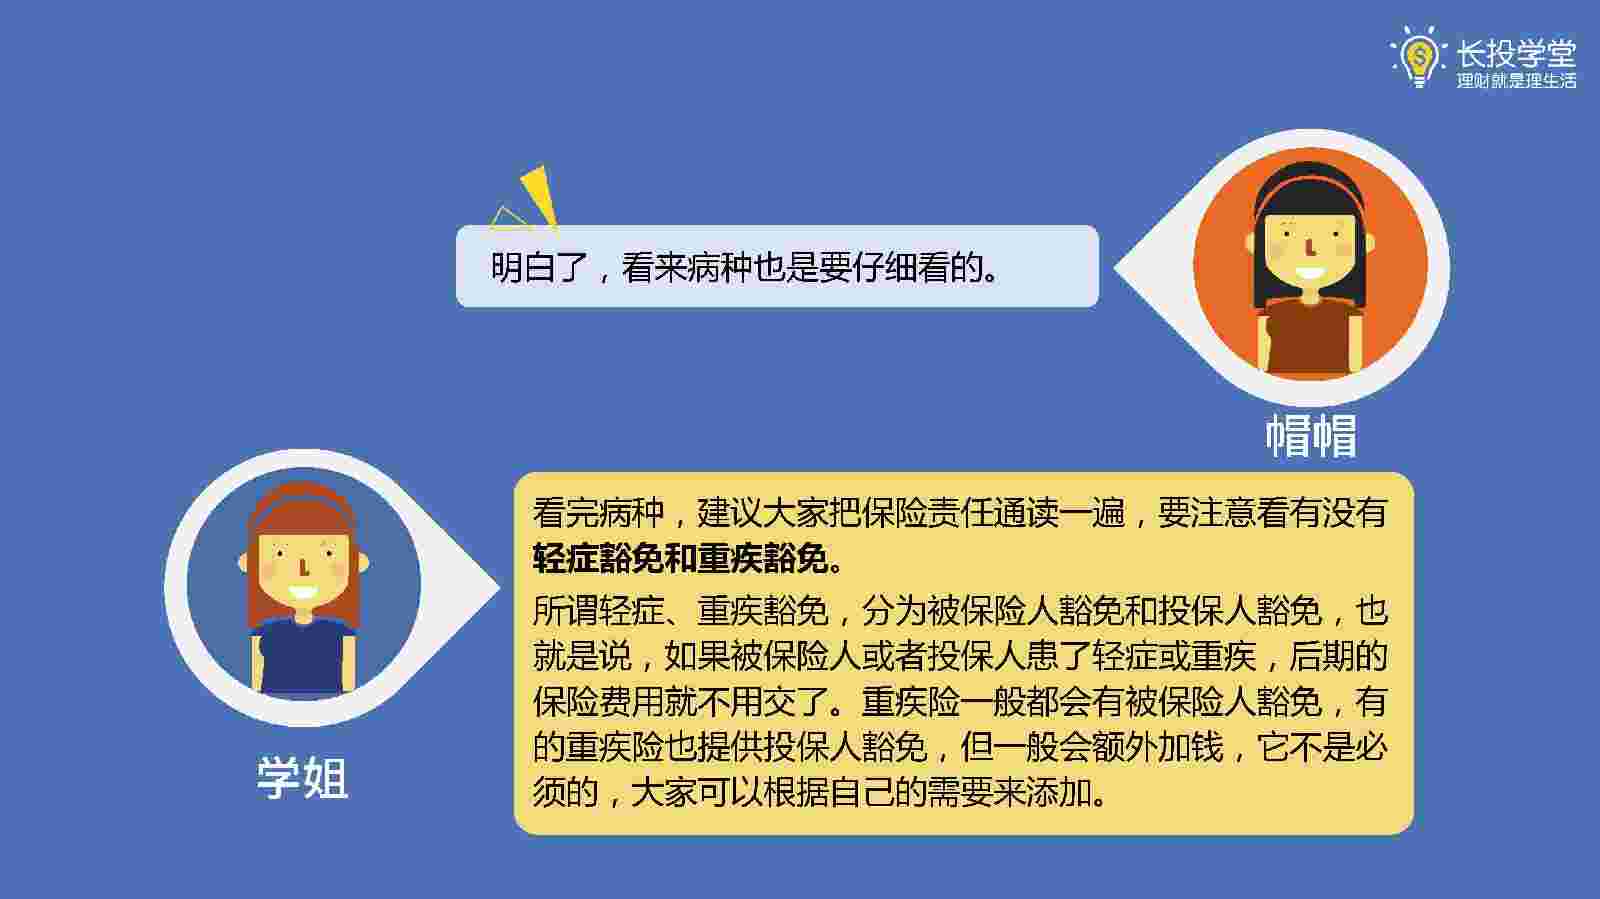 长投学堂
理财就是理生活
明白了，看来病种也是要仔细看的。
帽帽
看完病种，建议大家把保险责任通读一遍，要注意看有没有
轻症豁免和重疾豁免。
所谓轻症、重疾豁免，分为被保险人豁免和投保人豁免，也
就是说，如果被保险人或者投保人患了轻症或重疾，后期的
保险费用就不用交了。重疾险一般都会有被保险人豁免，有
的重疾险也提供投保人豁免，但一般会额外加钱，它不是必
须的，大家可以根据自己的需要来添加。
学姐